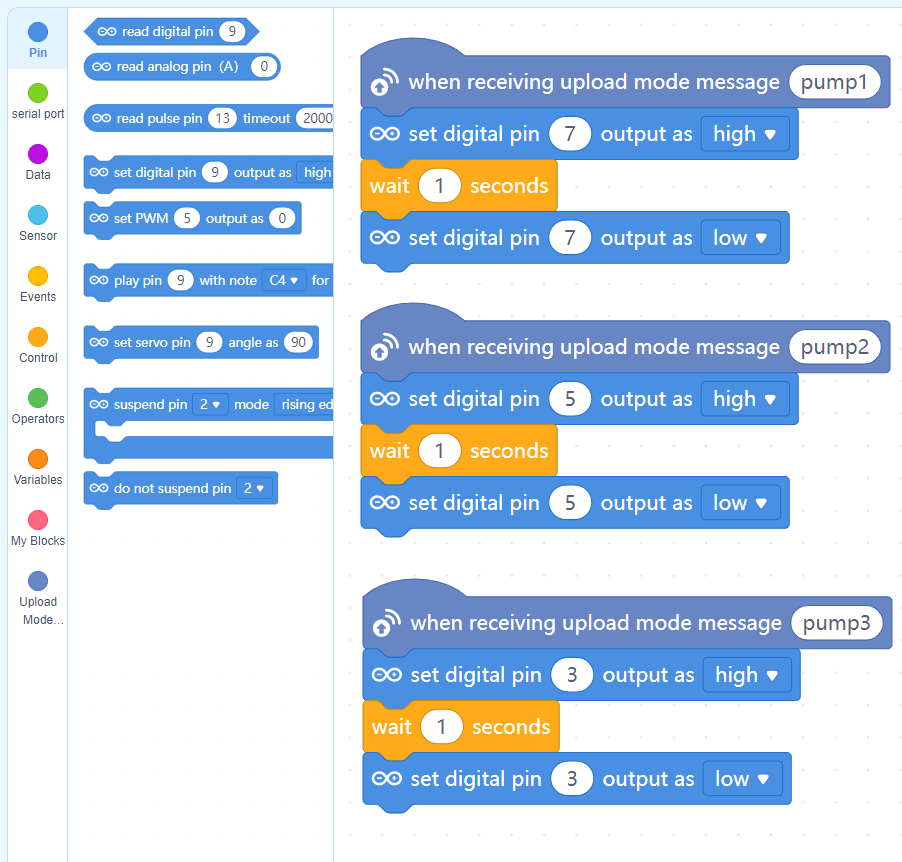 Pin
serial port
Data
Sensor
Events
Control
Operators
Variables
My Blocks
Upload
Mode...
read digital pin 9
read analog pin (A) 0
read pulse pin 13 timeout 2000
set digital pin 9 output as high
set PWM 5 output as 0
play pin 9 with note C4 ▾ for
set servo pin 9 angle as 90
suspend pin 2 ▾ mode rising ed
do not suspend pin 2 ▾
when receiving upload mode message pump1
set digital pin 7 output as high ▾
wait 1 seconds
set digital pin 7 output as low ▾
when receiving upload mode message pump2
set digital pin 5 output as high ▾
wait 1 seconds
set digital pin 5 output as low ▾
when receiving upload mode message pump3
set digital pin 3 output as high ▾
wait 1 seconds
set digital pin 3 output as low ▾